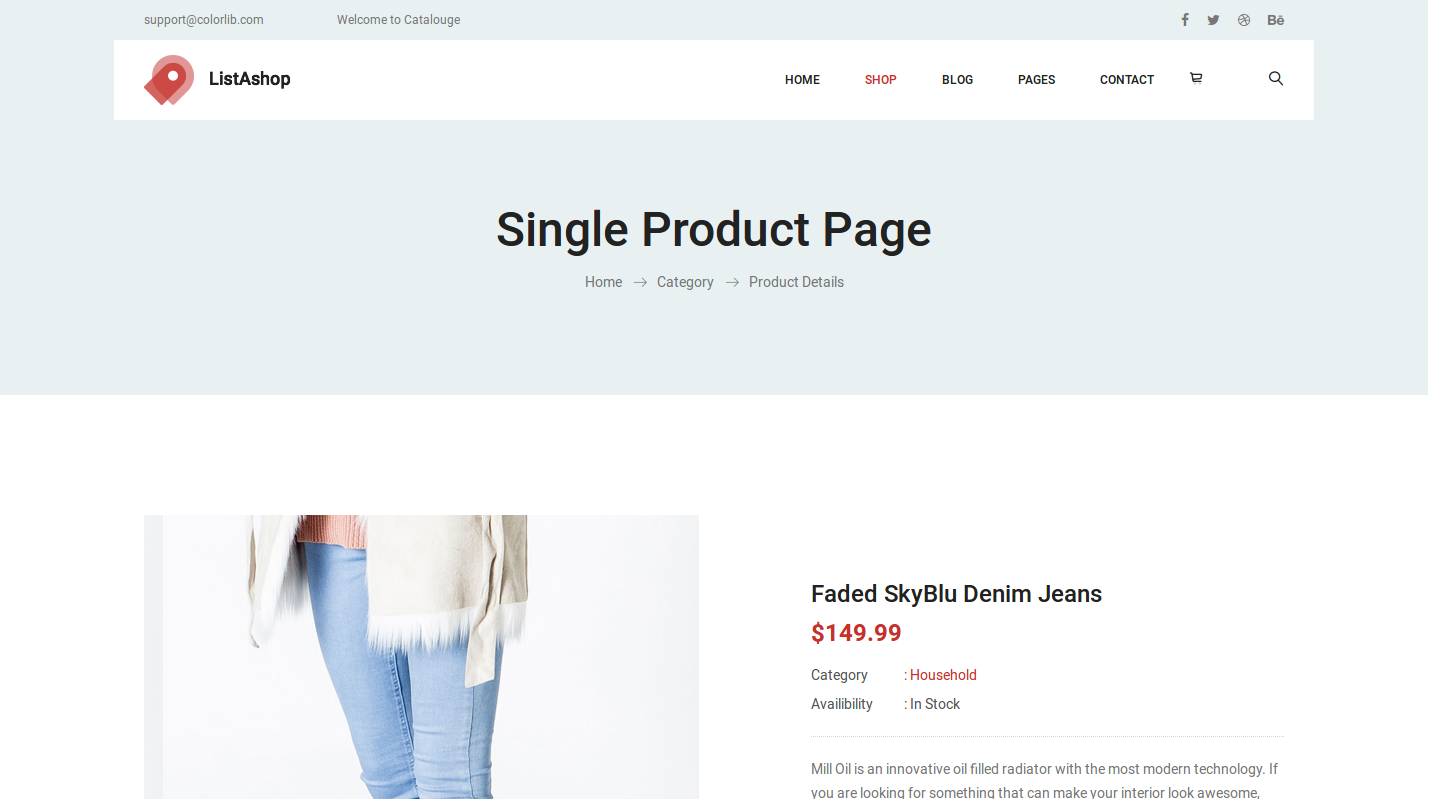 support@colorlib.com Welcome to Catalouge
ListAshop HOME SHOP BLOG PAGES CONTACT
Single Product Page
Home Category Product Details
Faded SkyBlu Denim Jeans
$149.99
Category : Household
Availibility : In Stock
Mill Oil is an innovative oil filled radiator with the most modern technology. If
you are looking for something that can make your interior look awesome,